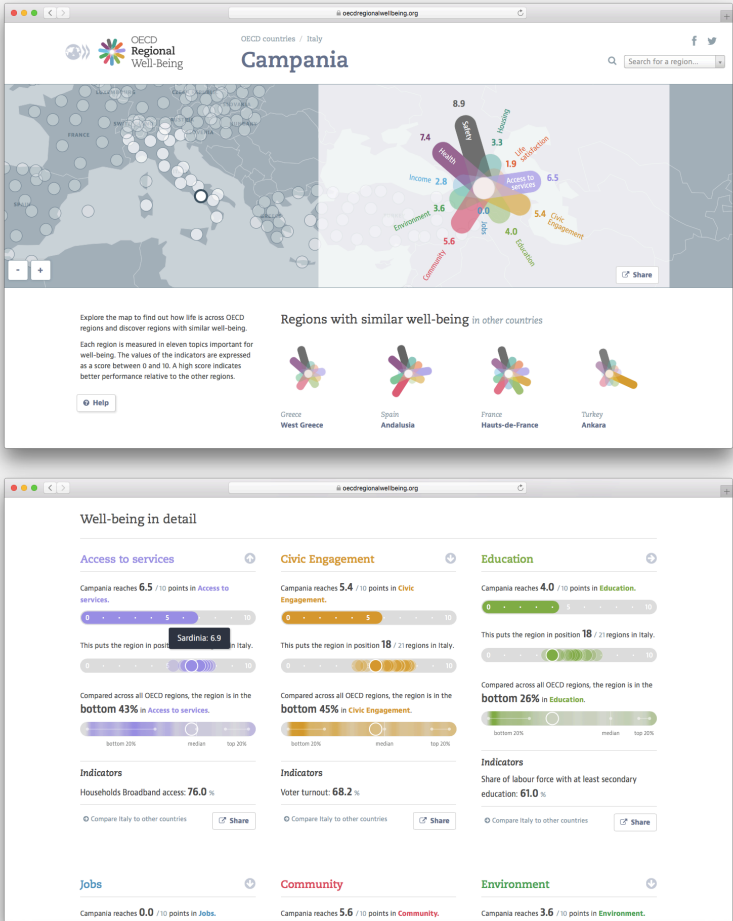 oecdregionalwellbeing.org
OECD
Regional
Well-Being
OECD countries / Italy
Campania
Search for a region...
FRANCE
8.9
Safety
Housing
3.3
7.4
Health
1.9
Life
satisfaction
Income 2.8
Access to
services
6.5
3.6
Environment
0.0
Jobs
5.4
Civic
Engagement
4.0
Education
5.6
Community
- +
Share
Explore the map to find out how life is across OECD
regions and discover regions with similar well-being.
Each region is measured in eleven topics important for
well-being. The values of the indicators are expressed
as a score between 0 and 10. A high score indicates
better performance relative to the other regions.
Help
Regions with similar well-being in other countries
Greece
West Greece
Spain
Andalusia
France
Hauts-de-France
Turkey
Ankara
oecdregionalwellbeing.org
Well-being in detail
Access to services
Campania reaches 6.5 /10 points in Access to
services.
0 5 10
Sardinia: 6.9
This puts the region in position in Italy.
0 10
Compared across all OECD regions, the region is in the
bottom 43% in Access to services.
bottom 20% median top 20%
Indicators
Households Broadband access: 76.0 %
Compare Italy to other countries
Share
Civic Engagement
Campania reaches 5.4 /10 points in Civic
Engagement.
0 5 10
This puts the region in position 18 / 21 regions in Italy.
0 10
Compared across all OECD regions, the region is in the
bottom 45% in Civic Engagement.
bottom 20% median top 20%
Indicators
Voter turnout: 68.2 %
Compare Italy to other countries
Share
Education
Campania reaches 4.0 /10 points in Education.
0 5 10
This puts the region in position 18 / 21 regions in Italy.
0 10
Compared across all OECD regions, the region is in the
bottom 26% in Education.
bottom 20% median top 20%
Indicators
Share of labour force with at least secondary
education: 61.0 %
Compare Italy to other countries
Share
Jobs
Campania reaches 0.0 /10 points in Jobs.
Community
Campania reaches 5.6 /10 points in Community.
Environment
Campania reaches 3.6 /10 points in Environment.